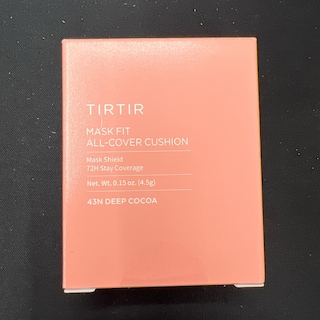 TIRTIR
MASK FIT
ALL-COVER CUSHION
Mask Shield
72H Stay Coverage
Net. Wt. 0.15 oz. (4.5g)
43N DEEP COCOA